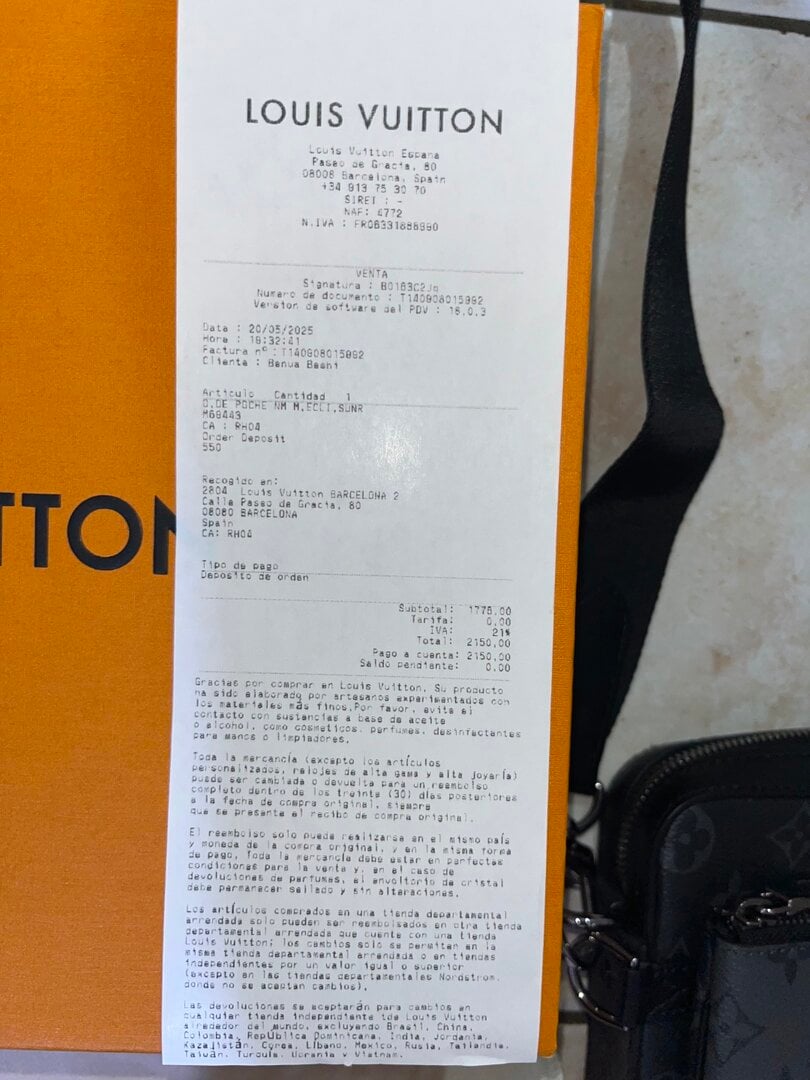 LOUIS VUITTON
Louis Vuitton Espana
Paseo de Gracia, 80
08008 Barcelona, Spain
+34 913 75 30 70
SIRET : -
NAF: 4772
N.IVA : FR06331888990
VENTA
Signatura : B0163C2Jq
Numero de documento : T140908015992
Version de software del PDV : 16.0.3
Data : 20/05/2025
Hora : 19:32:41
Factura nº : T140908015992
Cliente : Banua Bashi
Articulo Cantidad 1
O.DE POCHE NM M.ECLI,SUNR
M69443
CA : RH04
Order Deposit
550
Recogido en:
2804 Louis Vuitton BARCELONA 2
Calle Paseo de Gracia, 80
08080 BARCELONA
Spain
CA: RH04
TTON
Tipo de pago
Deposito de orden
Subtotal: 1776,00
Tarifa: 0,00
IVA: 21%
Total: 2150,00
Pago a cuenta: 2150,00
Saldo pendiente: 0,00
Gracias por comprar en Louis Vuitton. Su producto
ha sido elaborado por artesanos experimentados con
los materiales más finos.Por favor, evite el
contacto con sustancias a base de aceite
o alcohol, como cosmeticos, perfumes, desinfectantes
para manos o limpiadores.
Toda la mercancía (excepto los artículos
personalizados, relojes de alta gama y alta joyería)
puede ser cambiada o devuelta para un reembolso
completo dentro de los treinta (30) días posteriores
a la fecha de compra original, siempre
que se presente el recibo de compra original.
El reembolso solo puede realizarse en el mismo país
y moneda de la compra original, y en la misma forma
de pago. Toda la mercancía debe estar en perfectas
condiciones para la venta y, en el caso de
devoluciones de perfumes, el envoltorio de cristal
debe permanecer sellado y sin alteraciones.
Los artículos comprados en una tienda departamental
arrendada solo pueden ser reembolsados en otra tienda
departamental arrendada que cuente con una tienda
Louis Vuitton; los cambios solo se permiten en la
misma tienda departamental arrendada o en tiendas
independientes por un valor igual o superior
(excepto en las tiendas departamentales Nordstrom,
donde no se aceptan cambios).
Las devoluciones se aceptarán para cambios en
cualquier tienda independiente tde Louis Vuitton
alrededor del mundo, excluyendo Brasil, China,
Colombia, República Dominicana, India, Jordania,
Kazajistán, Corea, Líbano, Mexico, Rusia, Tailandia,
Taiwán, Turquía, Ucrania y Vietnam.